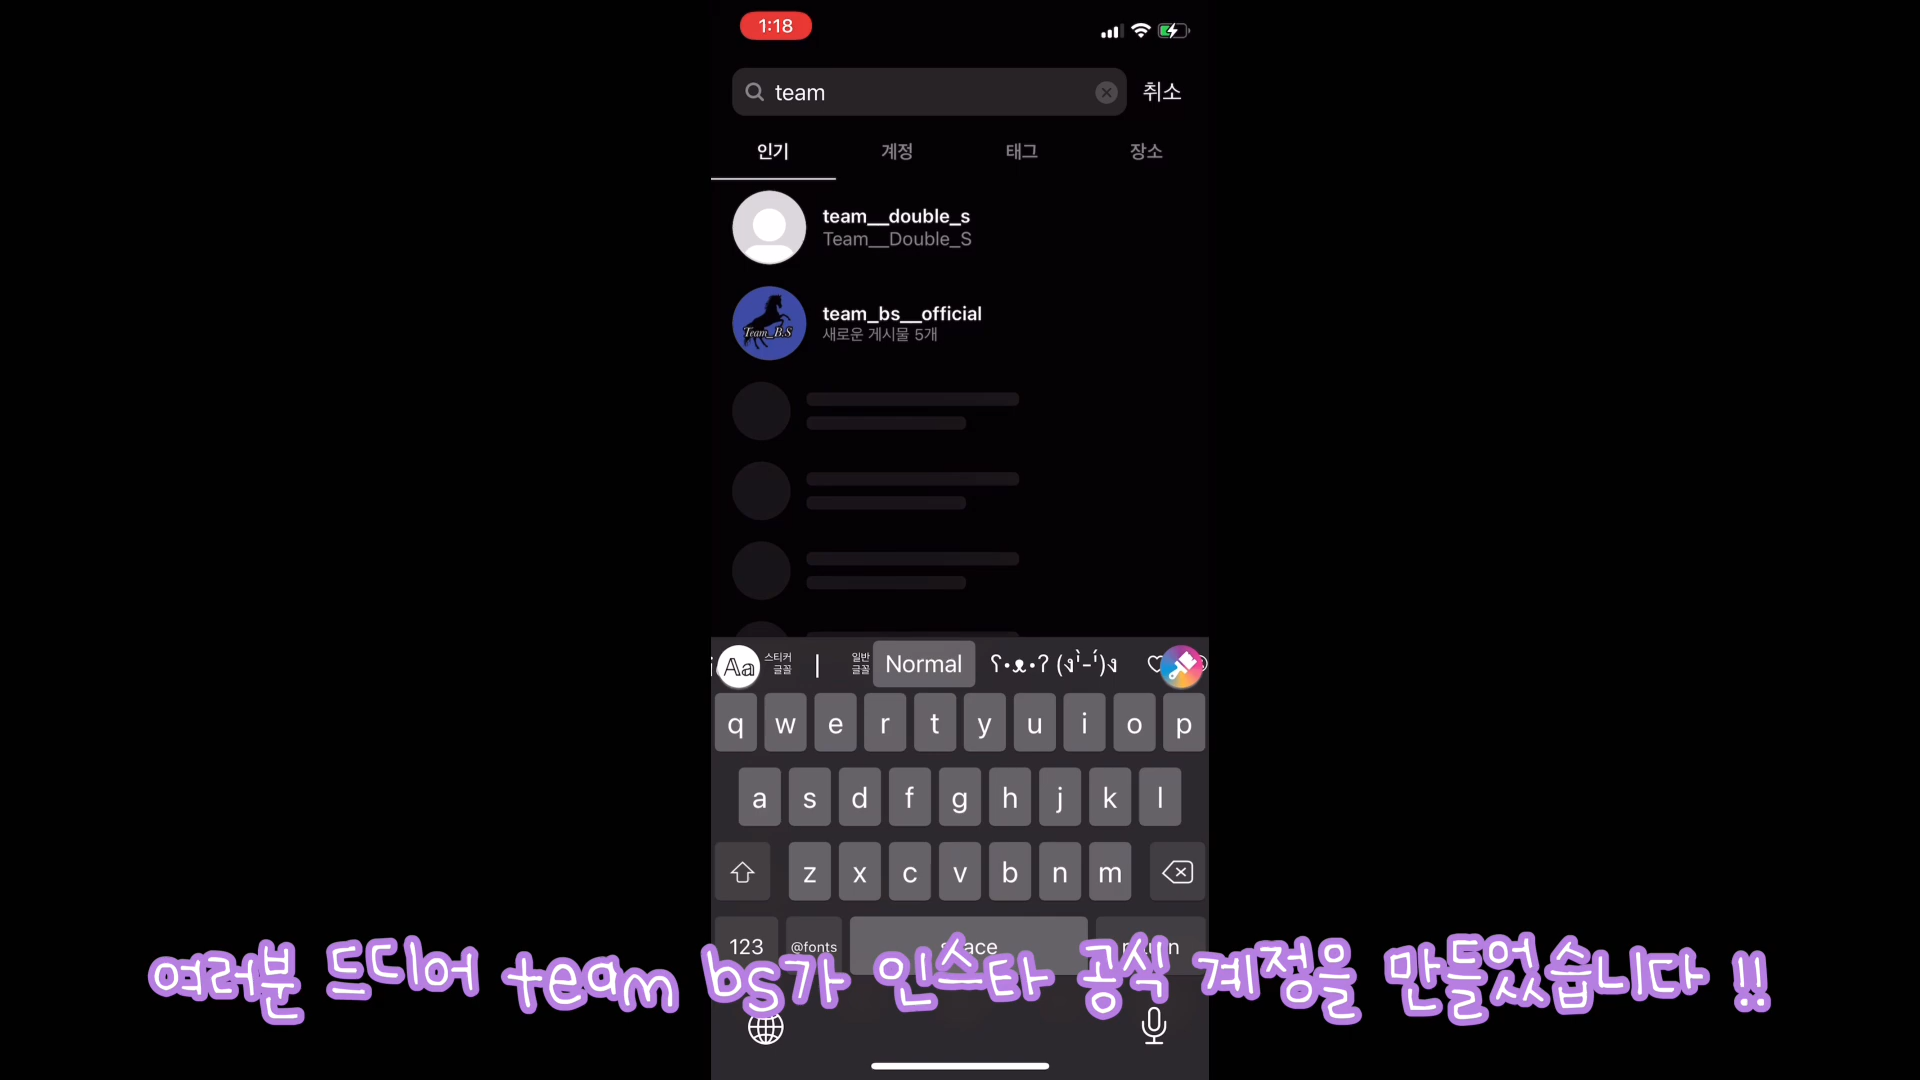 1:18
team
취소
인기 계정 태그 장소
team__double_s
Team__Double_S
Team_B.S
team_bs__official
새로운 게시물 5개
Aa 스티커 글꼴 | 일반 글꼴 Normal ʕ•ᴥ•ʔ (ง'̀-'́)ง
q w e r t y u i o p
a s d f g h j k l
z x c v b n m
123 @fonts
여러분 드디어 team bs가 인스타 공식 계정을 만들었습니다 !!